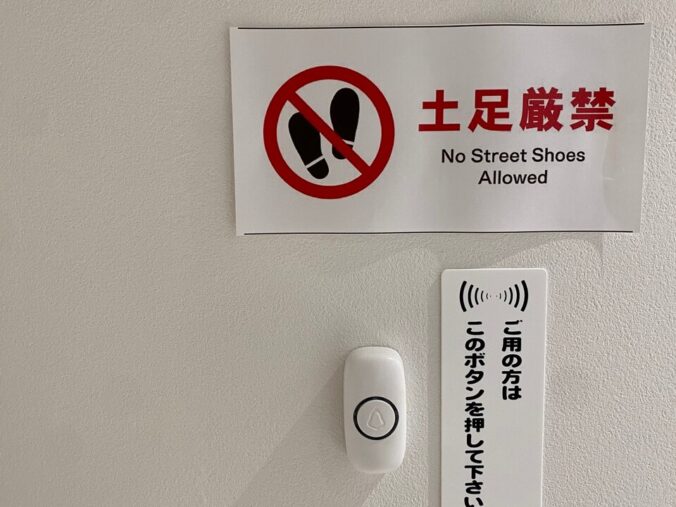 土足厳禁
No Street Shoes
Allowed
ご用の方は
このボタンを押して下さい